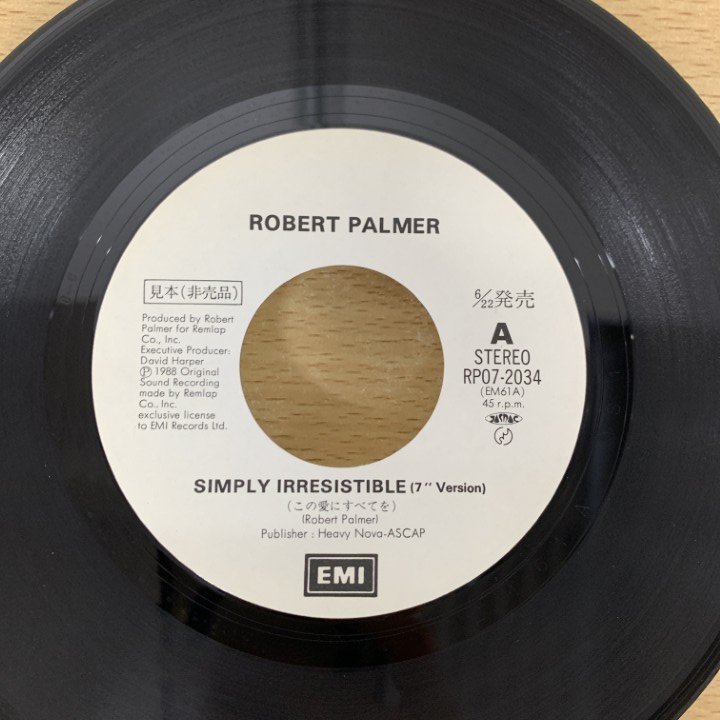 ROBERT PALMER
見本(非売品)
6/22発売
Produced by Robert
Palmer for Remlap
Co., Inc.
Executive Producer:
David Harper
Ⓟ 1988 Original
Sound Recording
made by Remlap
Co., Inc.
exclusive license
to EMI Records Ltd.
A
STEREO
RP07-2034
(EM61A)
45 r.p.m.
JASRAC
SIMPLY IRRESISTIBLE (7'' Version)
(この愛にすべてを)
(Robert Palmer)
Publisher : Heavy Nova-ASCAP
EMI